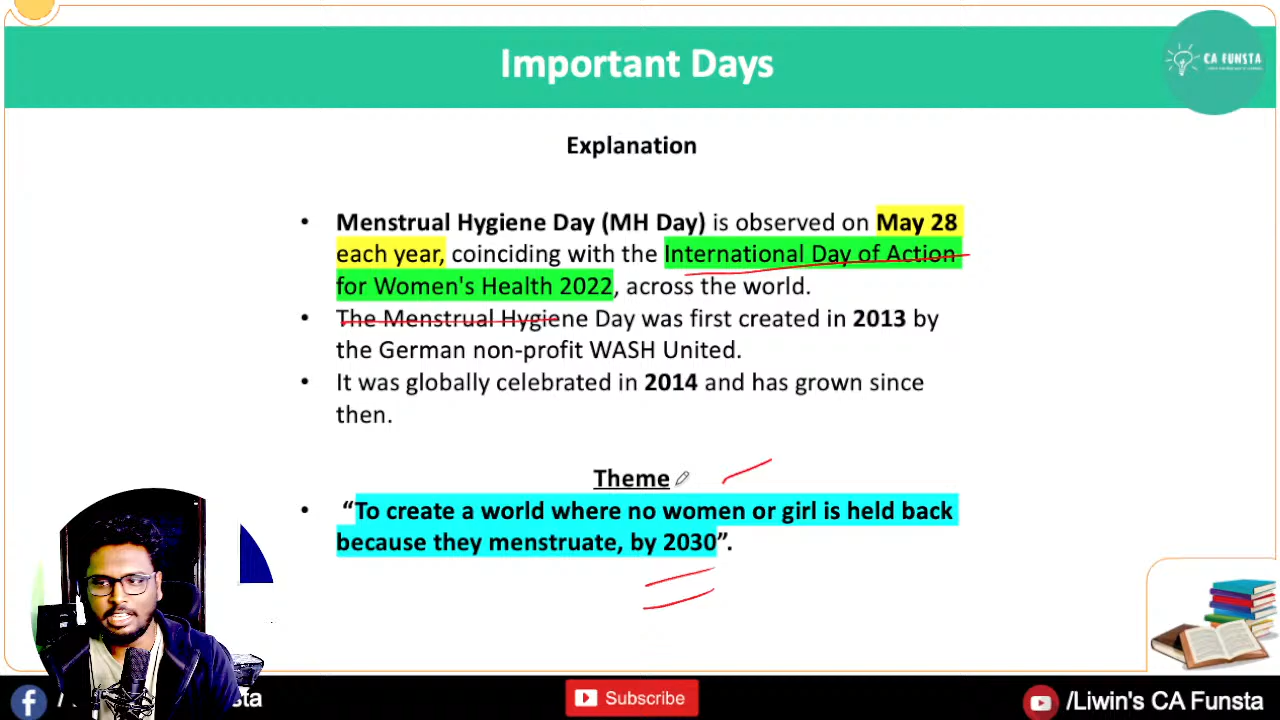 Important Days
CA FUNSTA
Explanation
• Menstrual Hygiene Day (MH Day) is observed on May 28
each year, coinciding with the International Day of Action
for Women's Health 2022, across the world.
• The Menstrual Hygiene Day was first created in 2013 by
the German non-profit WASH United.
• It was globally celebrated in 2014 and has grown since
then.
Theme
• “To create a world where no women or girl is held back
because they menstruate, by 2030”.
Subscribe
/Liwin's CA Funsta